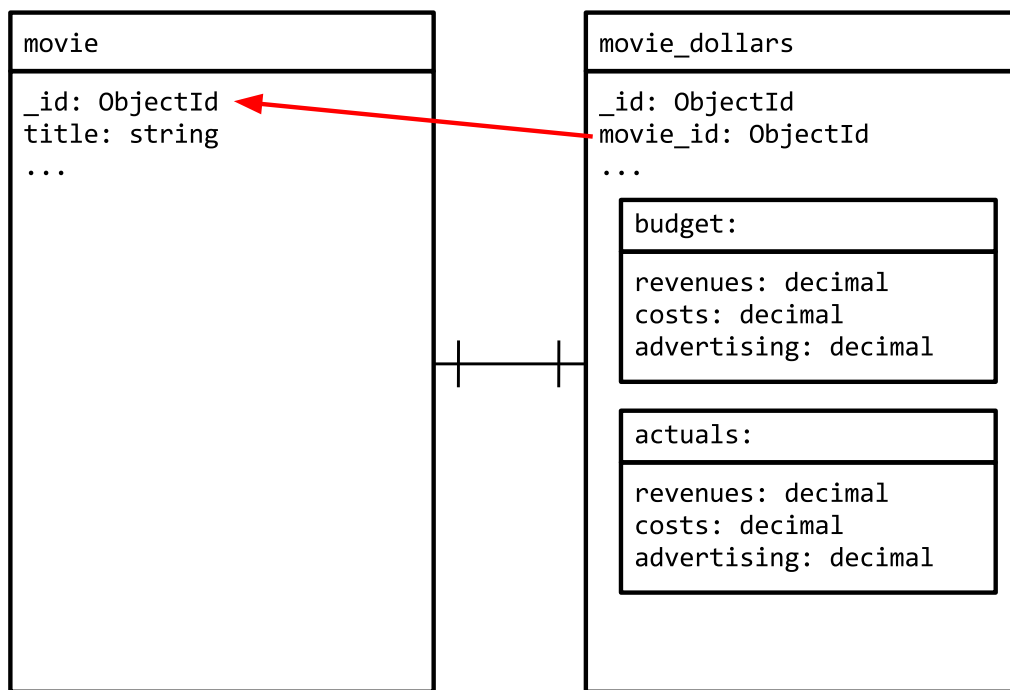 movie
_id: ObjectId
title: string
...
movie_dollars
_id: ObjectId
movie_id: ObjectId
...
budget:
revenues: decimal
costs: decimal
advertising: decimal
actuals:
revenues: decimal
costs: decimal
advertising: decimal